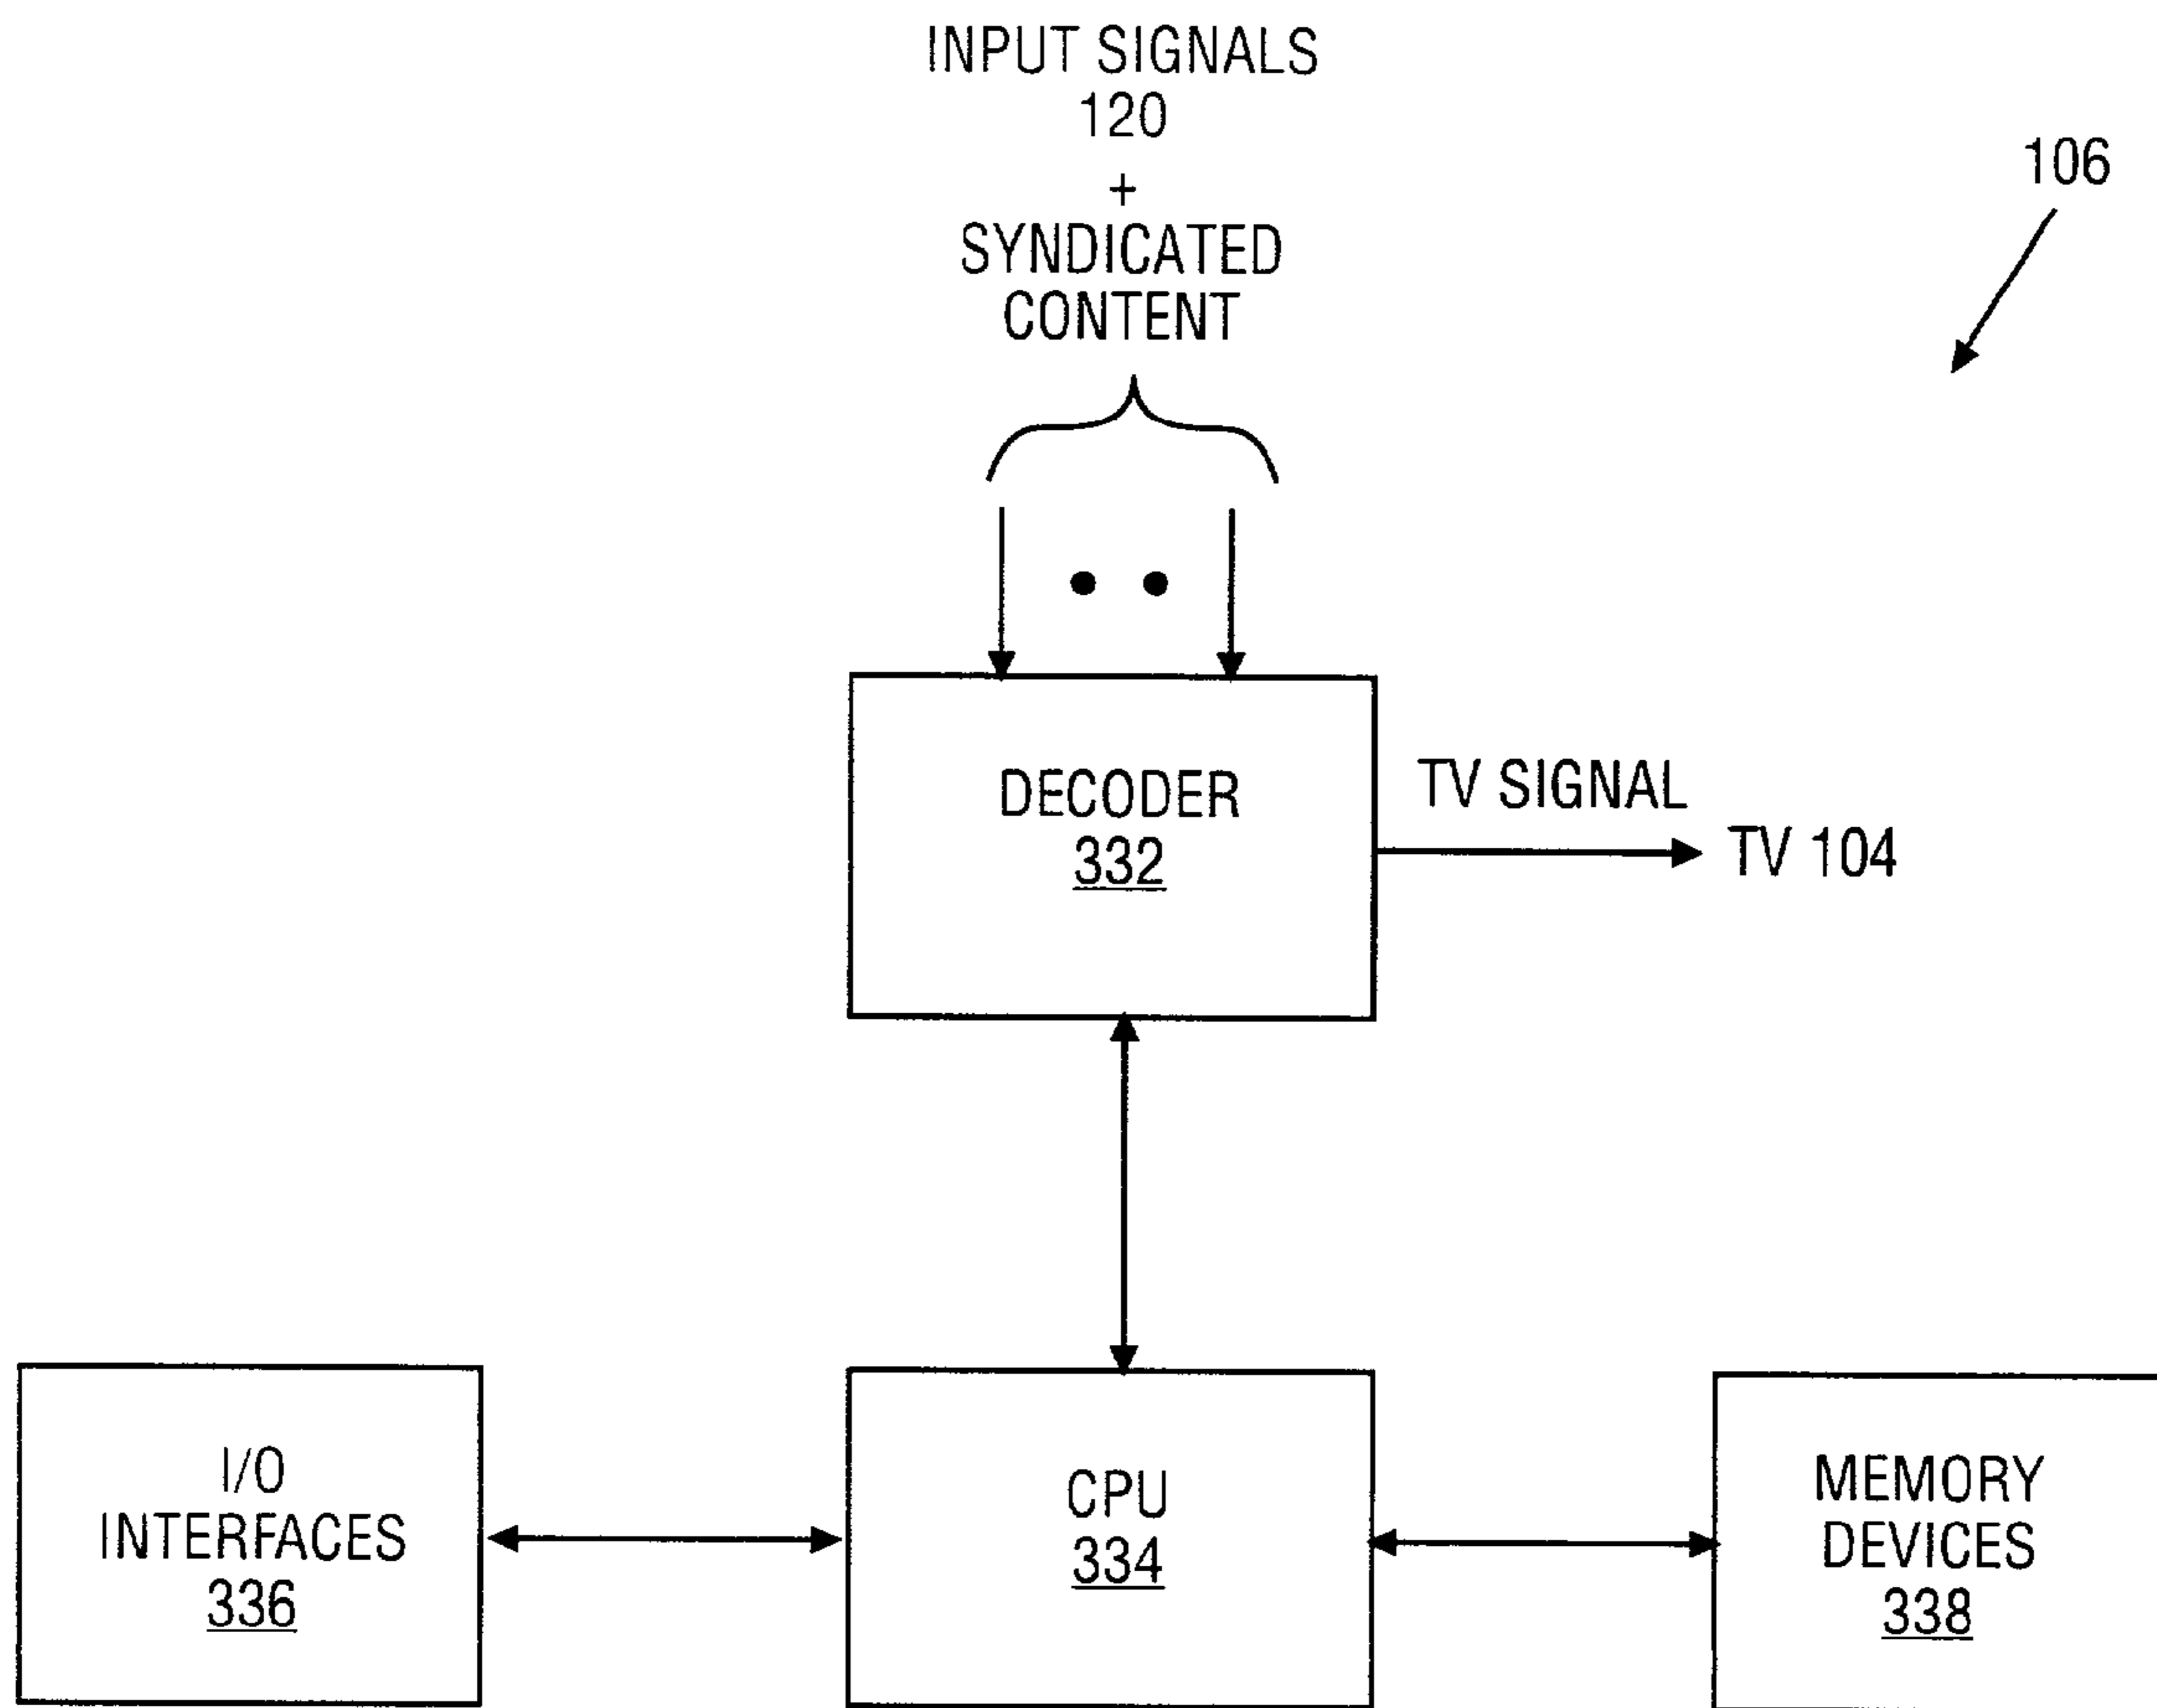 INPUT SIGNALS
120
+
SYNDICATED
CONTENT
106
DECODER
332
TV SIGNAL
TV 104
I/O
INTERFACES
336
CPU
334
MEMORY
DEVICES
338